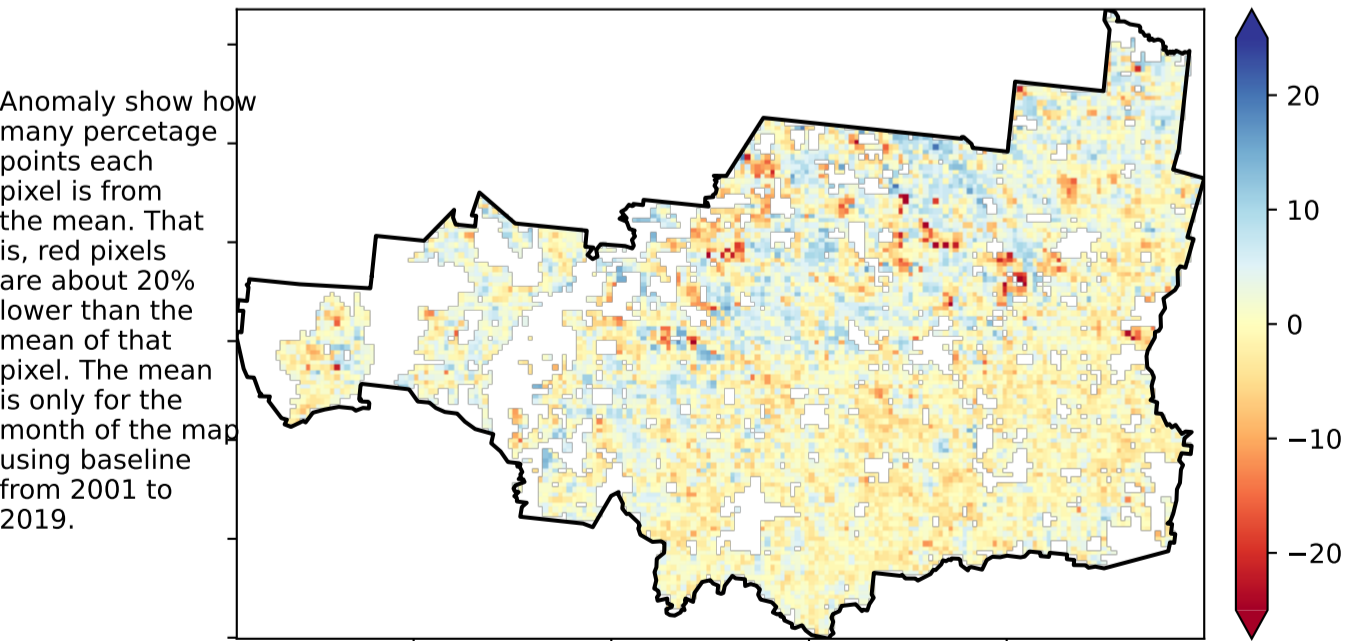 Anomaly show how
many percetage
points each
pixel is from
the mean. That
is, red pixels
are about 20%
lower than the
mean of that
pixel. The mean
is only for the
month of the map
using baseline
from 2001 to
2019.
20
10
0
−10
−20